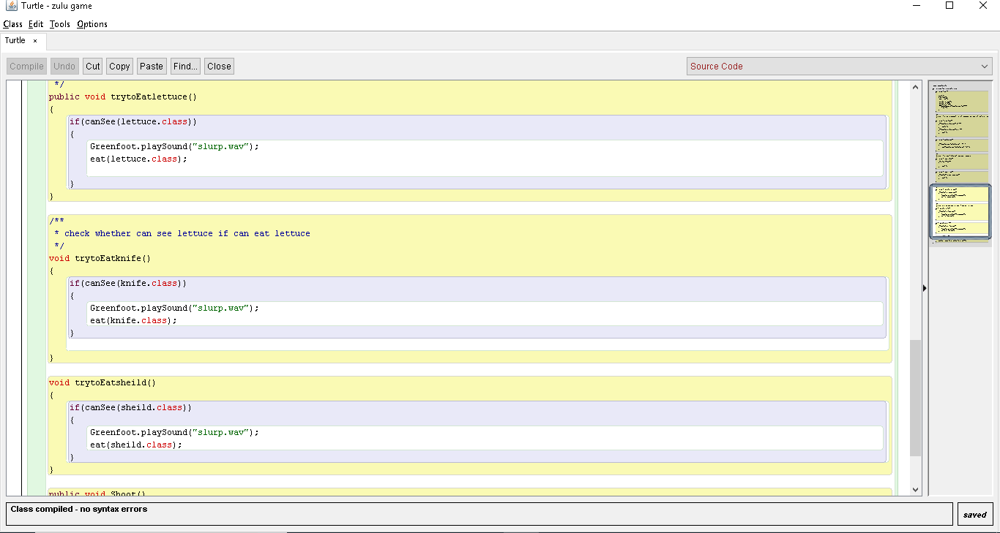 Turtle - zulu game
Class Edit Tools Options
Turtle ×
Compile Undo Cut Copy Paste Find... Close Source Code
*/
public void trytoEatlettuce()
{
if(canSee(lettuce.class))
{
Greenfoot.playSound("slurp.wav");
eat(lettuce.class);
}
}
/**
* check whether can see lettuce if can eat lettuce
*/
void trytoEatknife()
{
if(canSee(knife.class))
{
Greenfoot.playSound("slurp.wav");
eat(knife.class);
}
}
void trytoEatsheild()
{
if(canSee(sheild.class))
{
Greenfoot.playSound("slurp.wav");
eat(sheild.class);
}
}
public void Shoot()
Class compiled - no syntax errors
saved